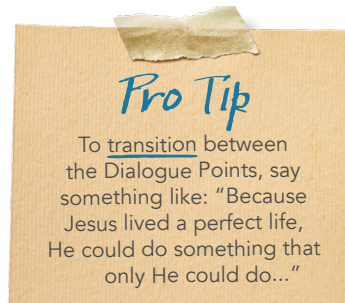 Pro Tip
To transition between
the Dialogue Points, say
something like: “Because
Jesus lived a perfect life,
He could do something that
only He could do...”